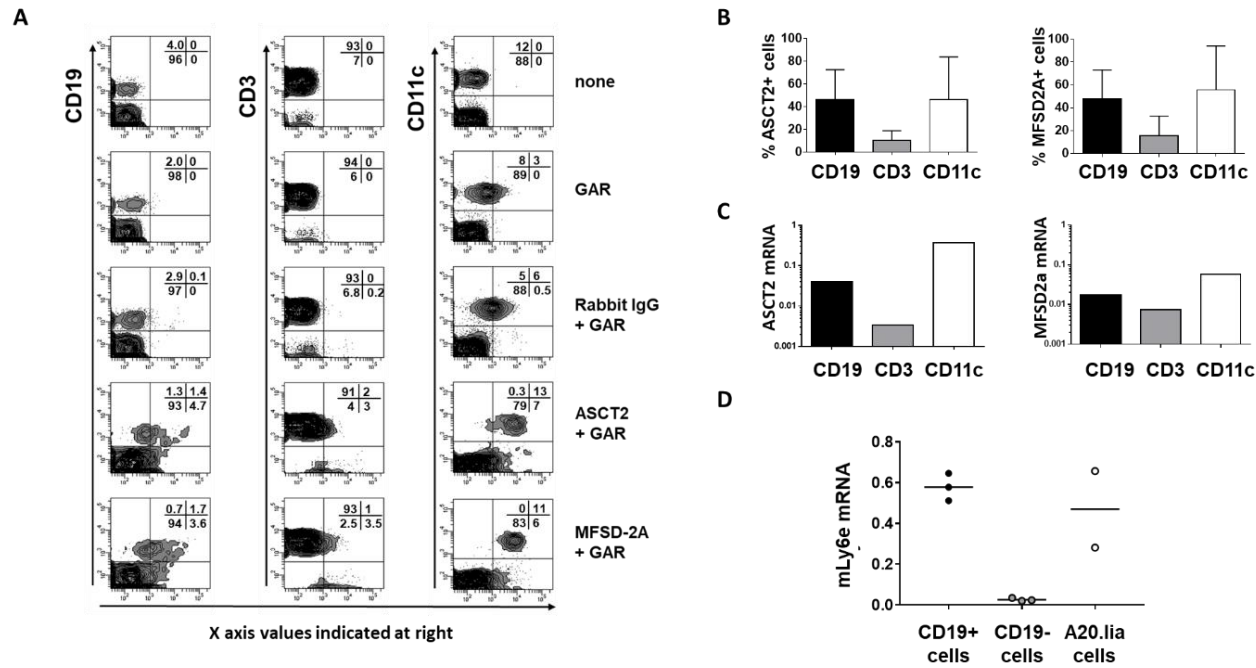 A
CD19
CD3
CD11c
4.0 0
96 0
93 0
7 0
12 0
88 0
none
2.0 0
98 0
94 0
6 0
8 3
89 0
GAR
2.9 0.1
97 0
93 0
6.8 0.2
5 6
88 0.5
Rabbit IgG
+ GAR
1.3 1.4
93 4.7
91 2
4 3
0.3 13
79 7
ASCT2
+ GAR
0.7 1.7
94 3.6
93 1
2.5 3.5
0 11
83 6
MFSD-2A
+ GAR
X axis values indicated at right
B
% ASCT2+ cells
100
80
60
40
20
0
CD19 CD3 CD11c
% MFSD2A+ cells
100
80
60
40
20
0
CD19 CD3 CD11c
C
ASCT2 mRNA
1
0.1
0.01
0.001
CD19 CD3 CD11c
MFSD2a mRNA
1
0.1
0.01
0.001
CD19 CD3 CD11c
D
mLy6e mRNA
0.8
0.6
0.4
0.2
0.0
CD19+ CD19- A20.Iia
cells cells cells